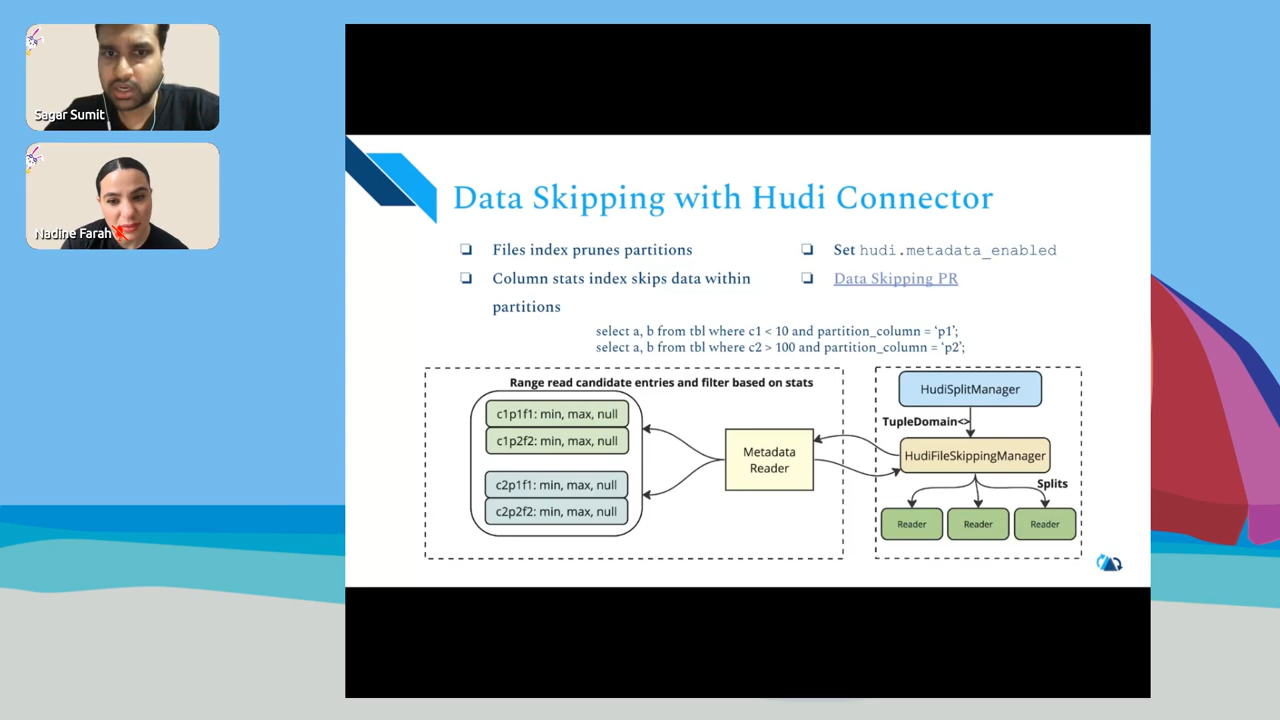 Sagar Sumit
Nadine Farah
Data Skipping with Hudi Connector
❏ Files index prunes partitions
❏ Column stats index skips data within
partitions
❏ Set hudi.metadata_enabled
❏ Data Skipping PR
select a, b from tbl where c1 < 10 and partition_column = ‘p1’;
select a, b from tbl where c2 > 100 and partition_column = ‘p2’;
Range read candidate entries and filter based on stats
c1p1f1: min, max, null
c1p2f2: min, max, null
c2p1f1: min, max, null
c2p2f2: min, max, null
Metadata
Reader
HudiSplitManager
TupleDomain<>
HudiFileSkippingManager
Splits
Reader
Reader
Reader